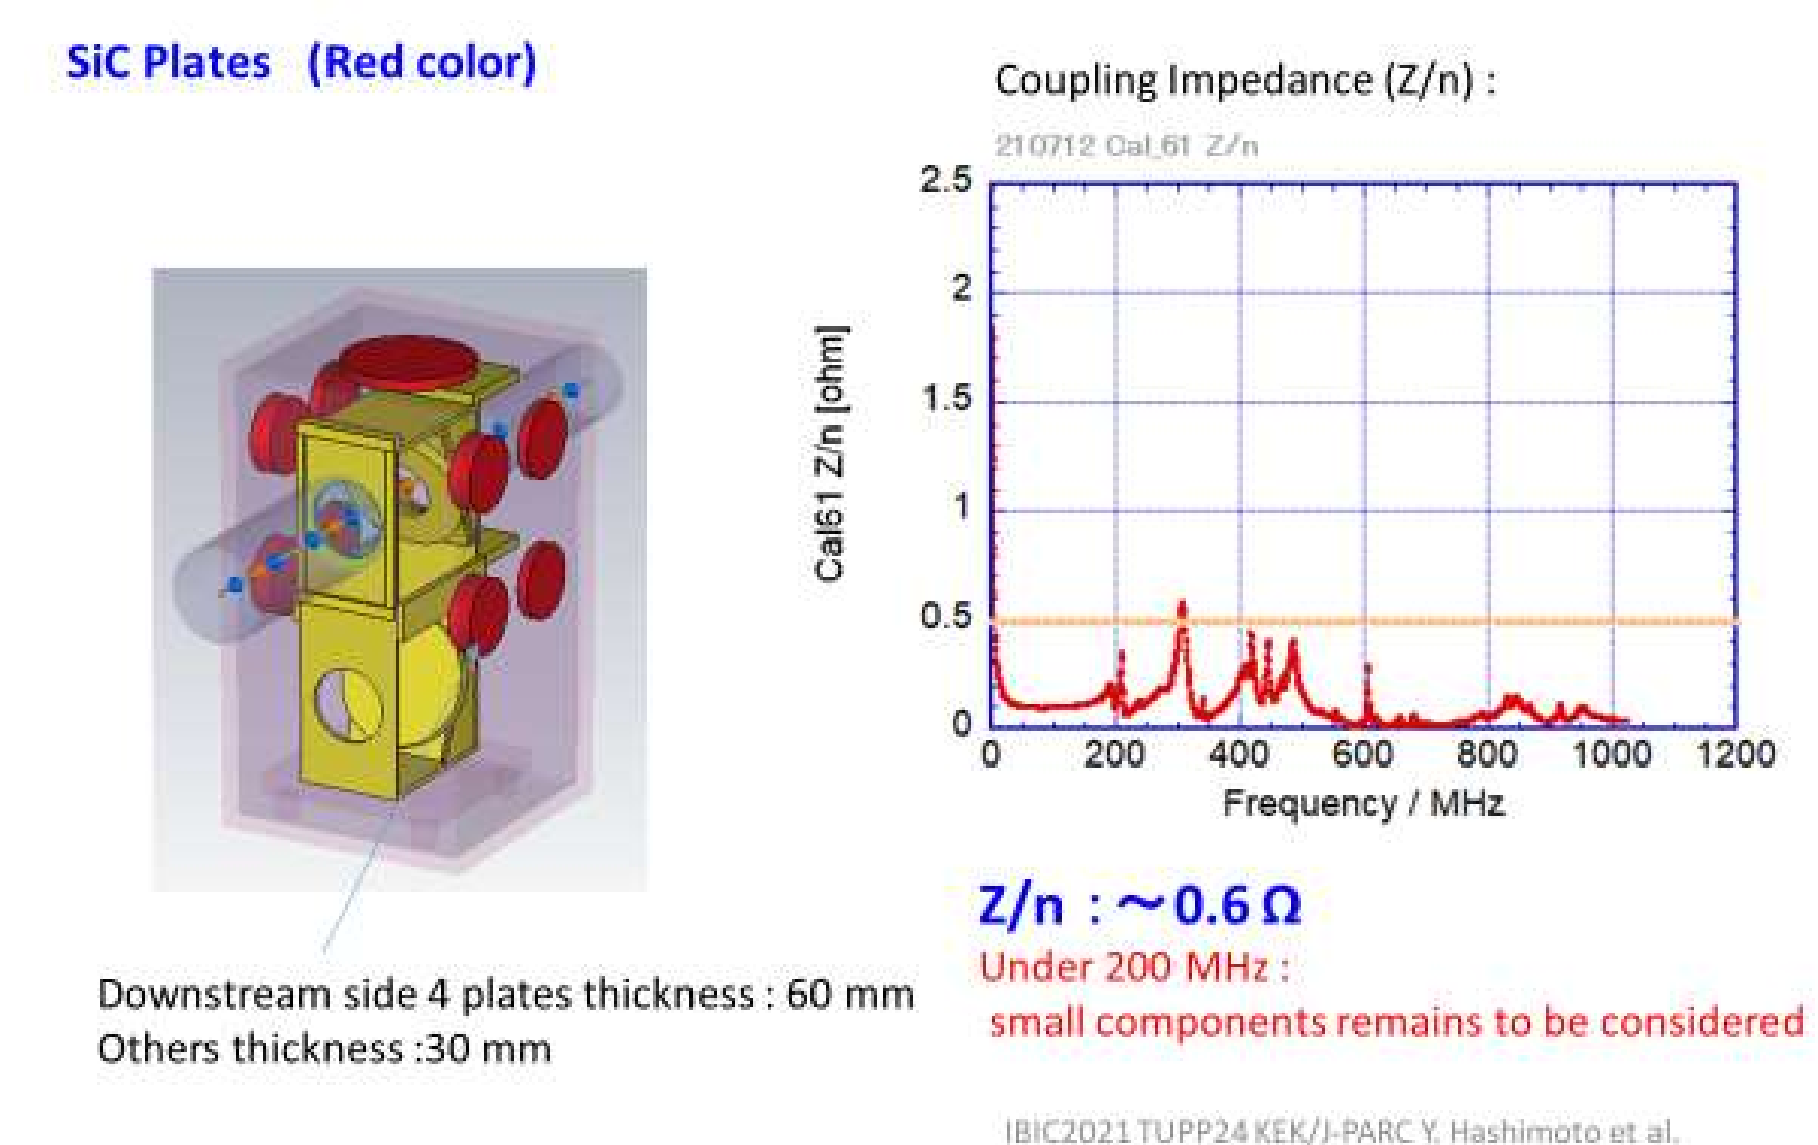 SiC Plates (Red color)
Downstream side 4 plates thickness : 60 mm
Others thickness :30 mm
Coupling Impedance (Z/n) :
210712 Cal_61 Z/n
Cal61 Z/n [ohm]
2.5
2
1.5
1
0.5
0
0 200 400 600 800 1000 1200
Frequency / MHz
Z/n : ~0.6 Ω
Under 200 MHz :
small components remains to be considered
IBIC2021 TUPP24 KEK/J-PARC Y. Hashimoto et al.